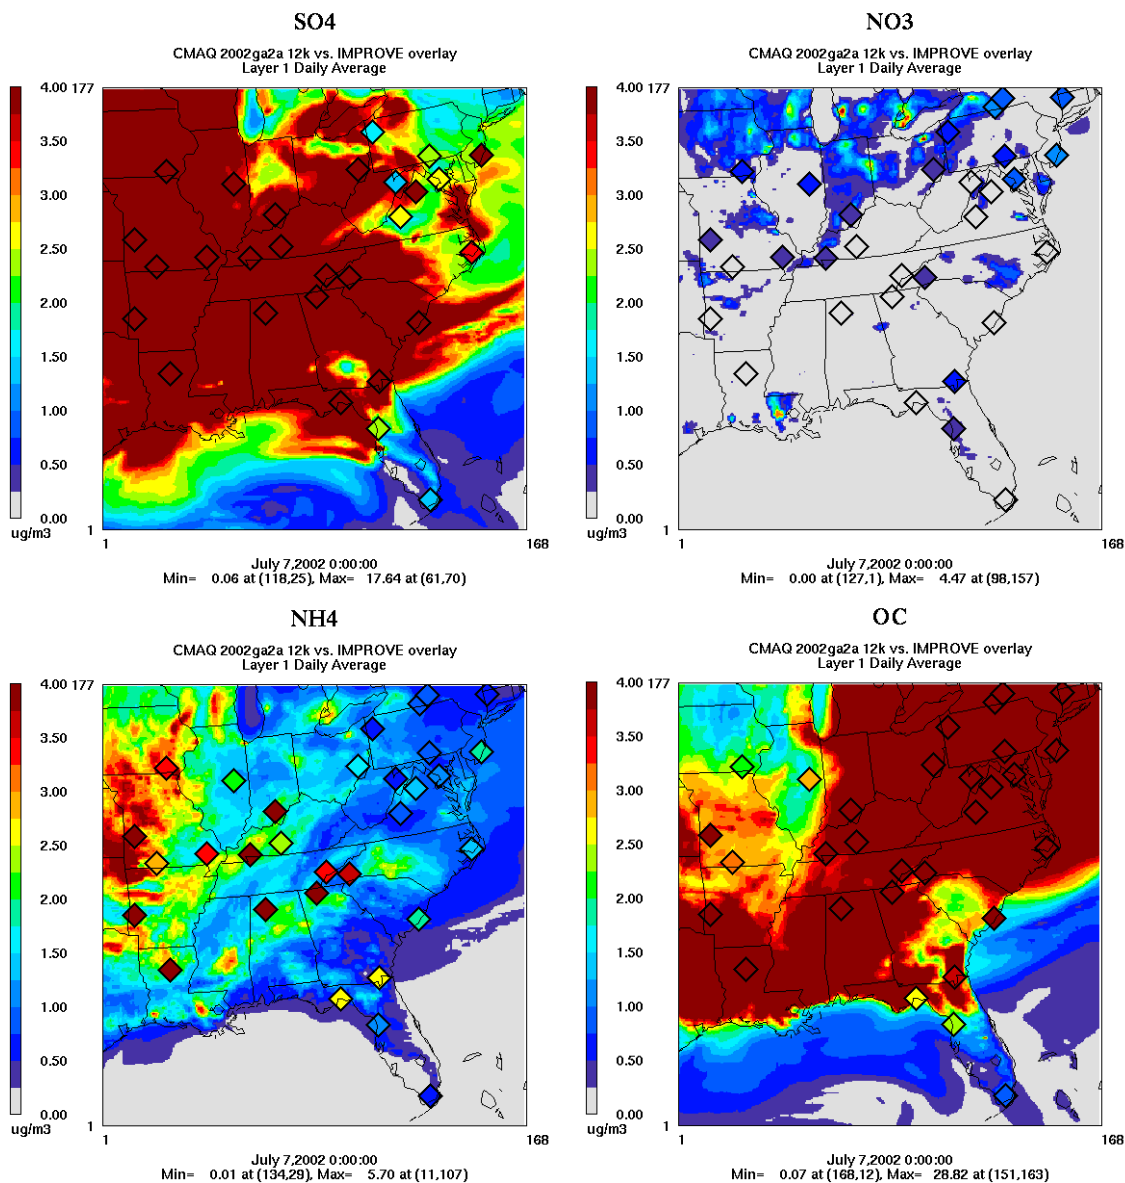 SO4
CMAQ 2002ga2a 12k vs. IMPROVE overlay
Layer 1 Daily Average
4.00 177
3.50
3.00
2.50
2.00
1.50
1.00
0.50
0.00
ug/m3
1
1
168
July 7,2002 0:00:00
Min= 0.06 at (118,25), Max= 17.64 at (61,70)
NO3
CMAQ 2002ga2a 12k vs. IMPROVE overlay
Layer 1 Daily Average
4.00 177
3.50
3.00
2.50
2.00
1.50
1.00
0.50
0.00
ug/m3
1
1
168
July 7,2002 0:00:00
Min= 0.00 at (127,1), Max= 4.47 at (98,157)
NH4
CMAQ 2002ga2a 12k vs. IMPROVE overlay
Layer 1 Daily Average
4.00 177
3.50
3.00
2.50
2.00
1.50
1.00
0.50
0.00
ug/m3
1
1
168
July 7,2002 0:00:00
Min= 0.01 at (134,29), Max= 5.70 at (11,107)
OC
CMAQ 2002ga2a 12k vs. IMPROVE overlay
Layer 1 Daily Average
4.00 177
3.50
3.00
2.50
2.00
1.50
1.00
0.50
0.00
ug/m3
1
1
168
July 7,2002 0:00:00
Min= 0.07 at (168,12), Max= 28.82 at (151,163)